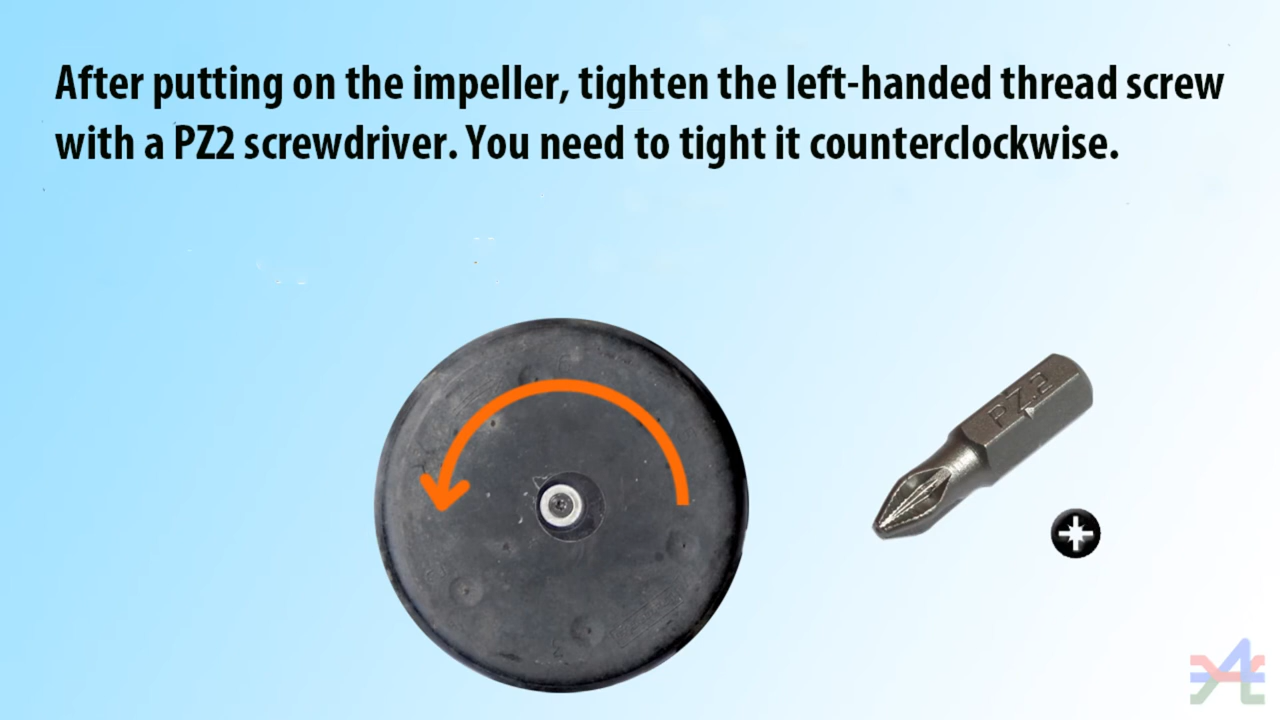 After putting on the impeller, tighten the left-handed thread screw
with a PZ2 screwdriver. You need to tight it counterclockwise.
PZ2